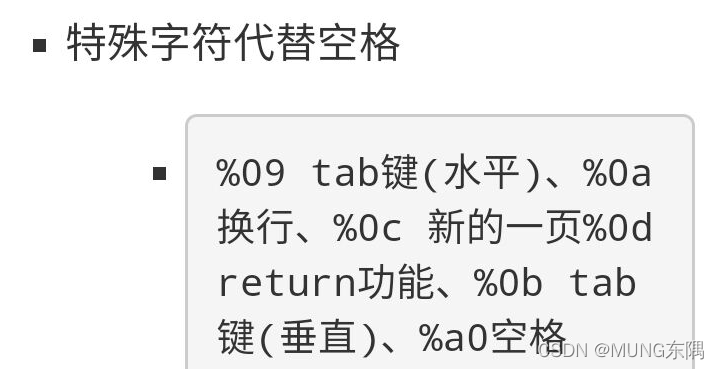 特殊字符代替空格
%09 tab键(水平)、%0a
换行、%0c 新的一页%0d
return功能、%0b tab
键(垂直)、%a0空格
CSDN @MUNG东隅